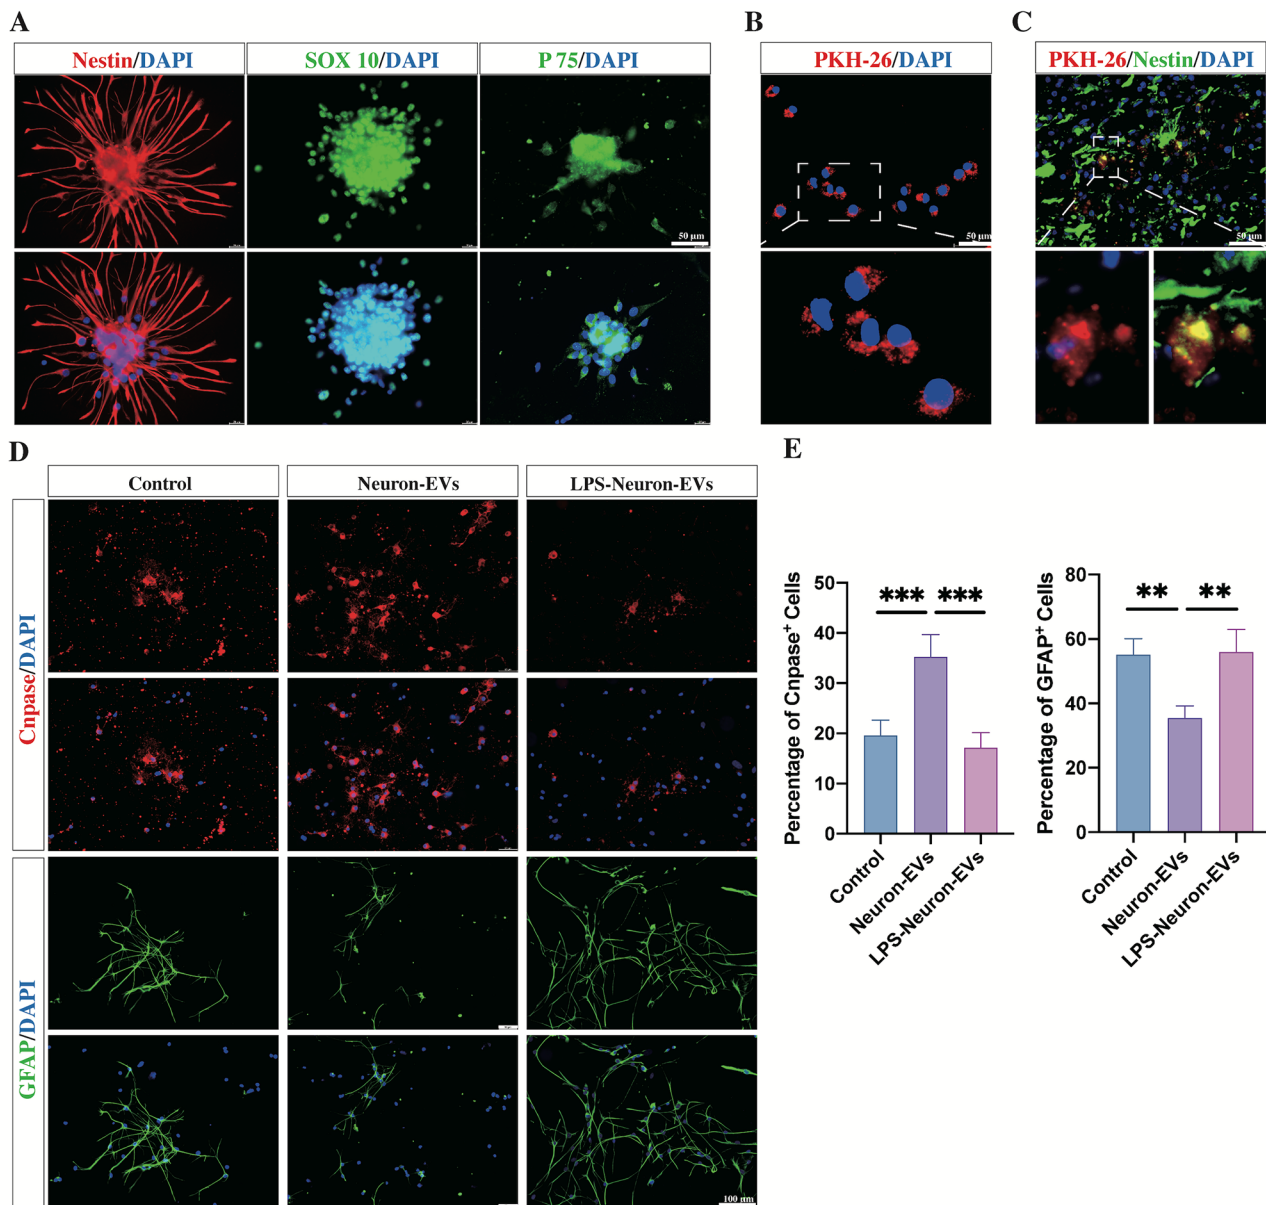 A
B
C
Nestin/DAPI
SOX 10/DAPI
P 75/DAPI
PKH-26/DAPI
PKH-26/Nestin/DAPI
50 μm
50 μm
50 μm
D
E
Control
Neuron-EVs
LPS-Neuron-EVs
Cnpase/DAPI
GFAP/DAPI
100 μm
Percentage of Cnpase+ Cells
50
40
30
20
10
0
*** ***
Control
Neuron-EVs
LPS-Neuron-EVs
Percentage of GFAP+ Cells
80
60
40
20
0
** **
Control
Neuron-EVs
LPS-Neuron-EVs